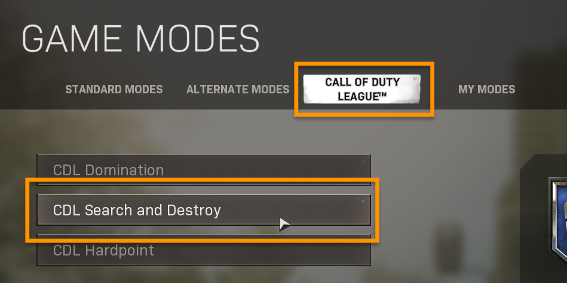 GAME MODES
STANDARD MODES
ALTERNATE MODES
CALL OF DUTY
LEAGUE™
MY MODES
CDL Domination
CDL Search and Destroy
CDL Hardpoint